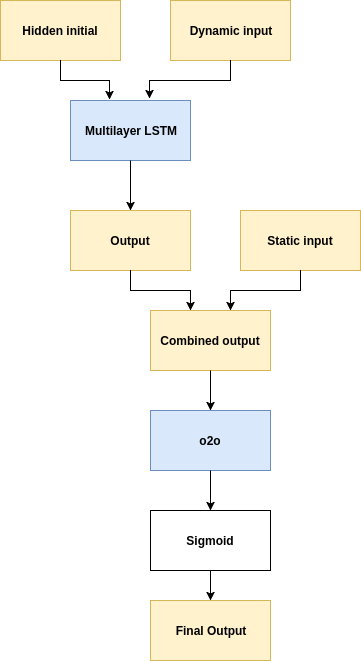 Hidden initial
Dynamic input
Multilayer LSTM
Output
Static input
Combined output
o2o
Sigmoid
Final Output